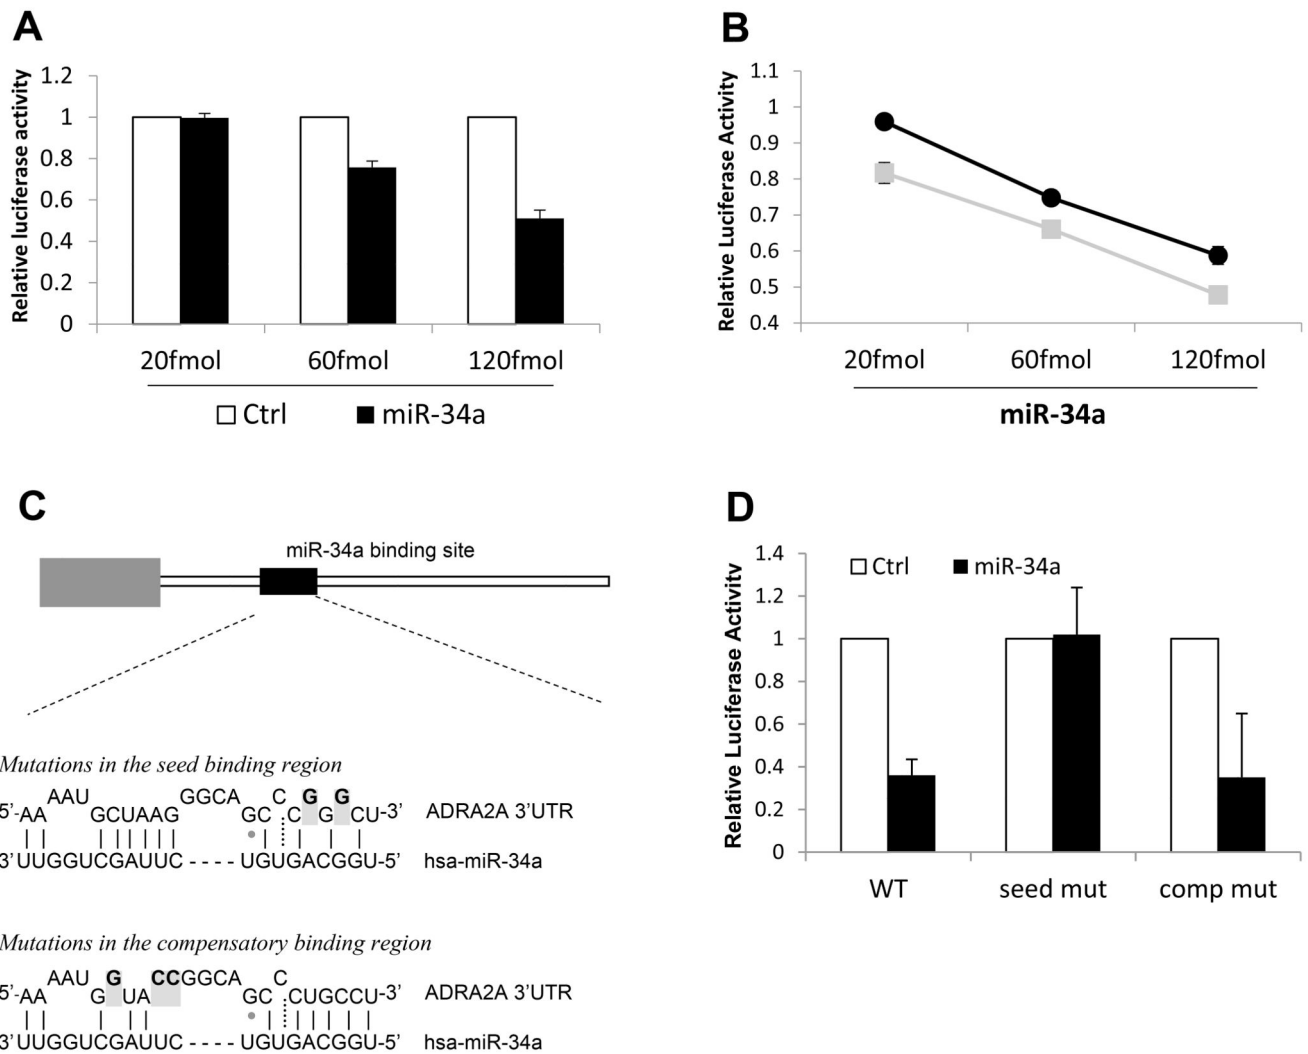 A
Relative luciferase activity
1.2
1
0.8
0.6
0.4
0.2
0
20fmol 60fmol 120fmol
Ctrl miR-34a
B
Relative Luciferase Activity
1.1
1
0.9
0.8
0.7
0.6
0.5
0.4
20fmol 60fmol 120fmol
miR-34a
C
miR-34a binding site
Mutations in the seed binding region
AAU GGCA C G G
5'-AA GCUAAG GC C G CU-3' ADRA2A 3'UTR
3'UUGGUCGAUUC----UGUGACGGU-5' hsa-miR-34a
Mutations in the compensatory binding region
AAU G CCGGCA C
5'-AA G UA GC CUGCCU-3' ADRA2A 3'UTR
3'UUGGUCGAUUC----UGUGACGGU-5' hsa-miR-34a
D
Relative Luciferase Activity
1.4
1.2
1
0.8
0.6
0.4
0.2
0
Ctrl miR-34a
WT seed mut comp mut